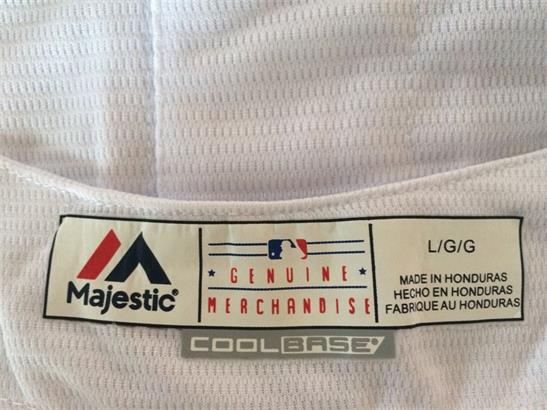 Majestic®
GENUINE
MERCHANDISE
L/G/G
MADE IN HONDURAS
HECHO EN HONDURAS
FABRIQUE AU HONDURAS
COOLBASE